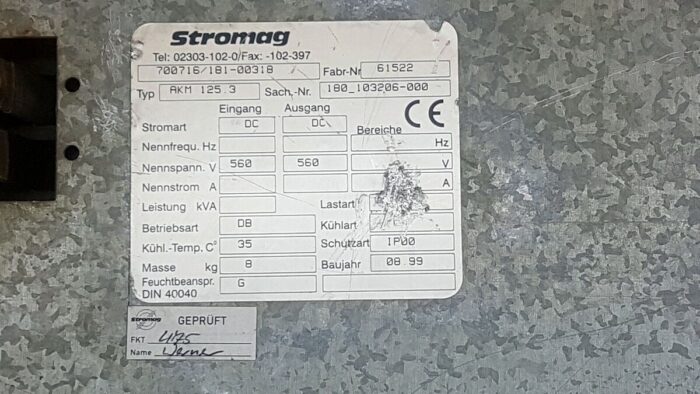 Stromag
Tel: 02303-102-0/Fax: -102-397
700716/181-00318 Fabr-Nr 61522
Typ AKM 125.3 Sach.-Nr. 180_103206-000
Eingang Ausgang
Stromart DC DC Bereiche CE
Nennfrequ. Hz Hz
Nennspann. V 560 560 V
Nennstrom A A
Leistung kVA Lastart
Betriebsart DB Kühlart
Kühl.-Temp. C° 35 Schutzart IP00
Masse kg 8 Baujahr 08.99
Feuchtbeanspr. G
DIN 40040
Stromag GEPRÜFT
FKT 475
Name Werner